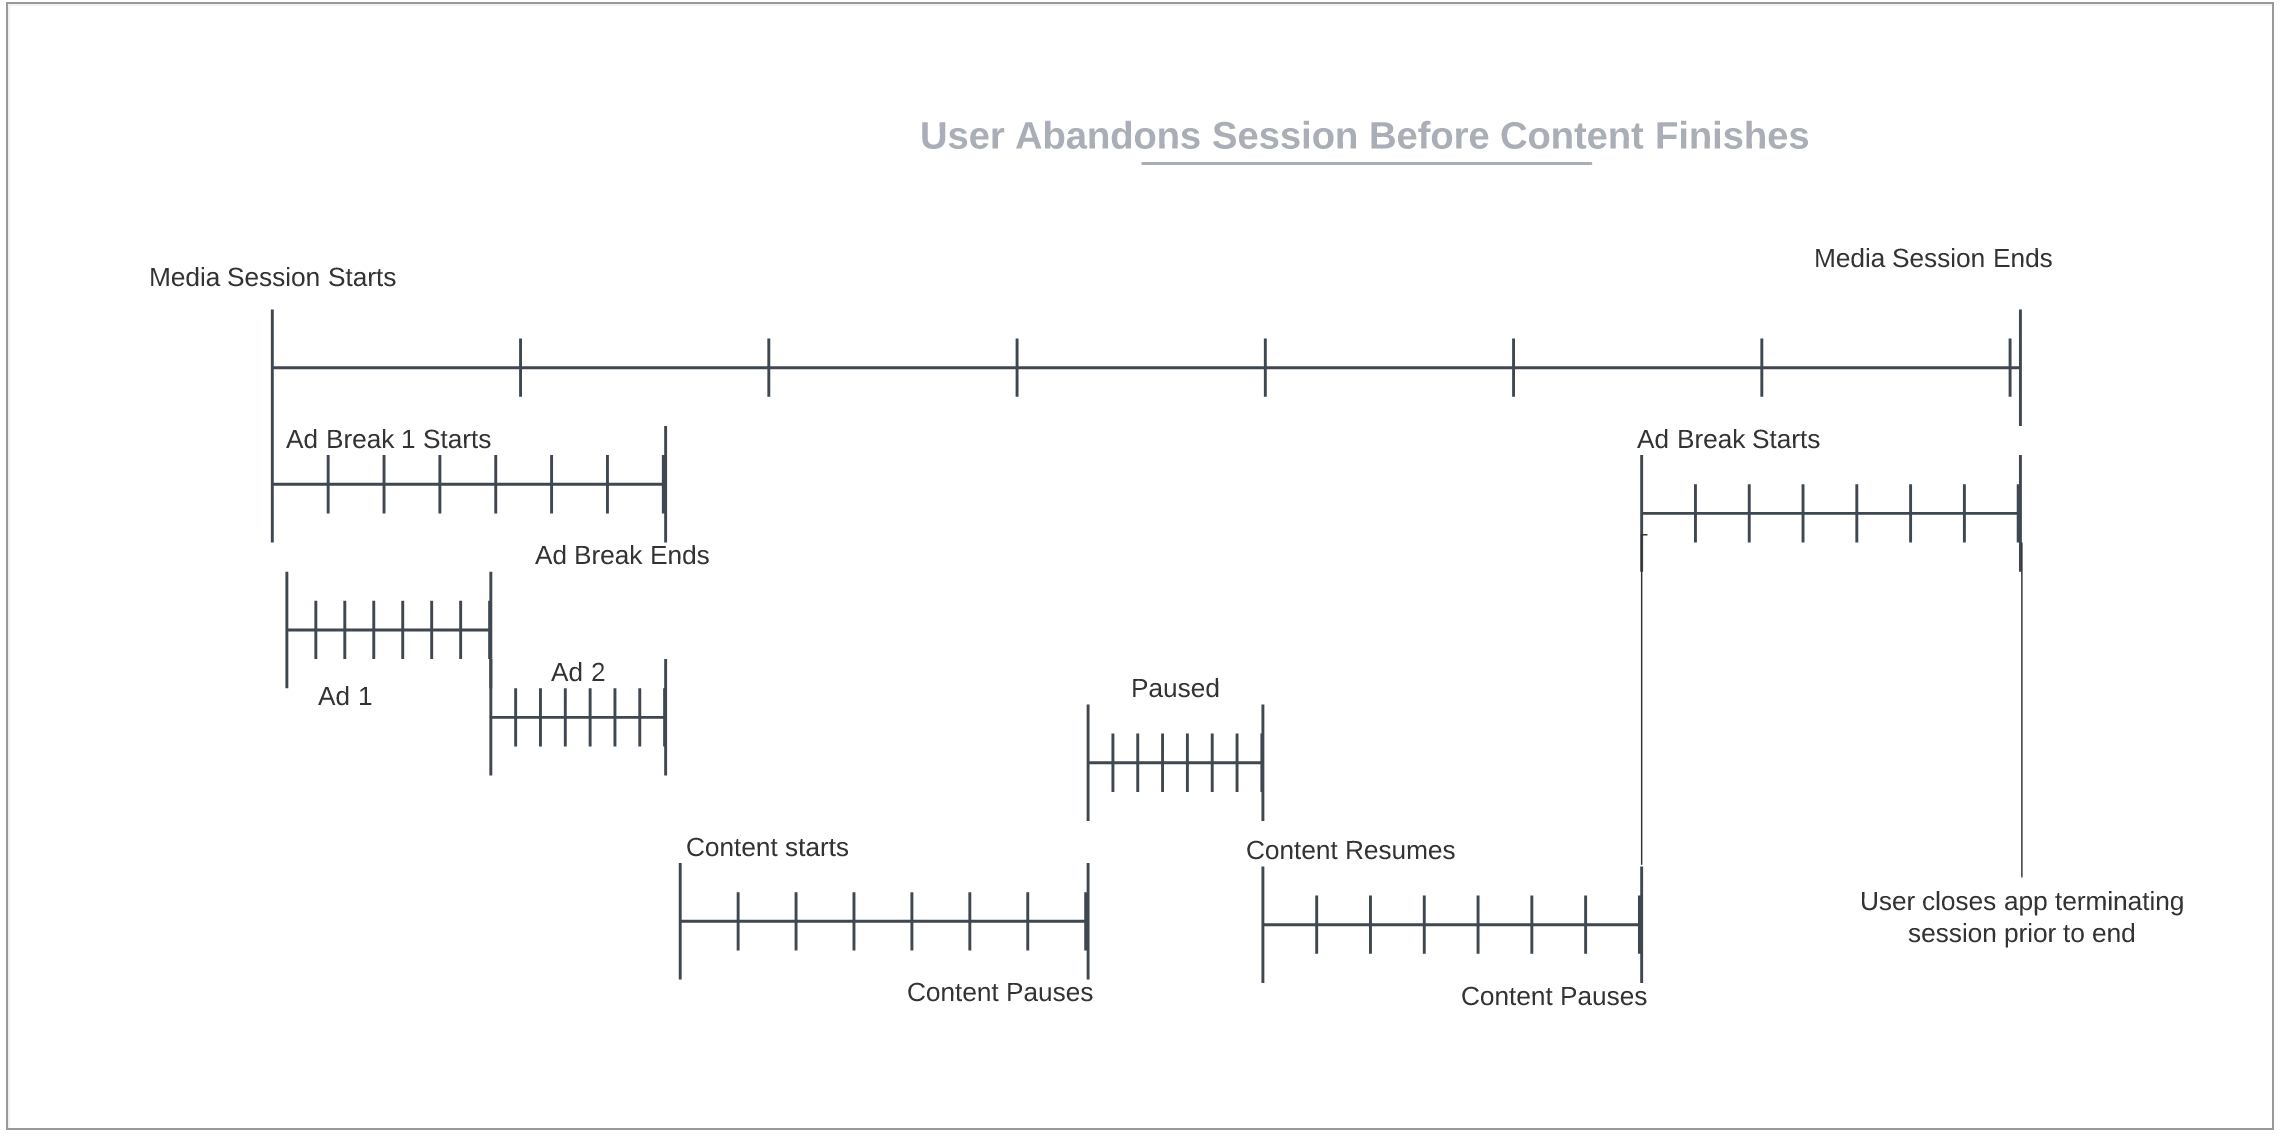 User Abandons Session Before Content Finishes
Media Session Starts
Media Session Ends
Ad Break 1 Starts
Ad Break Starts
Ad Break Ends
Ad 1
Ad 2
Paused
Content starts
Content Resumes
Content Pauses
Content Pauses
User closes app terminating
session prior to end